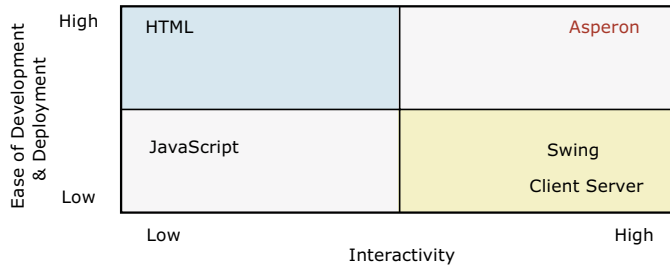 High
HTML
Asperon
Ease of Development
& Deployment
JavaScript
Swing
Client Server
Low
Low
High
Interactivity